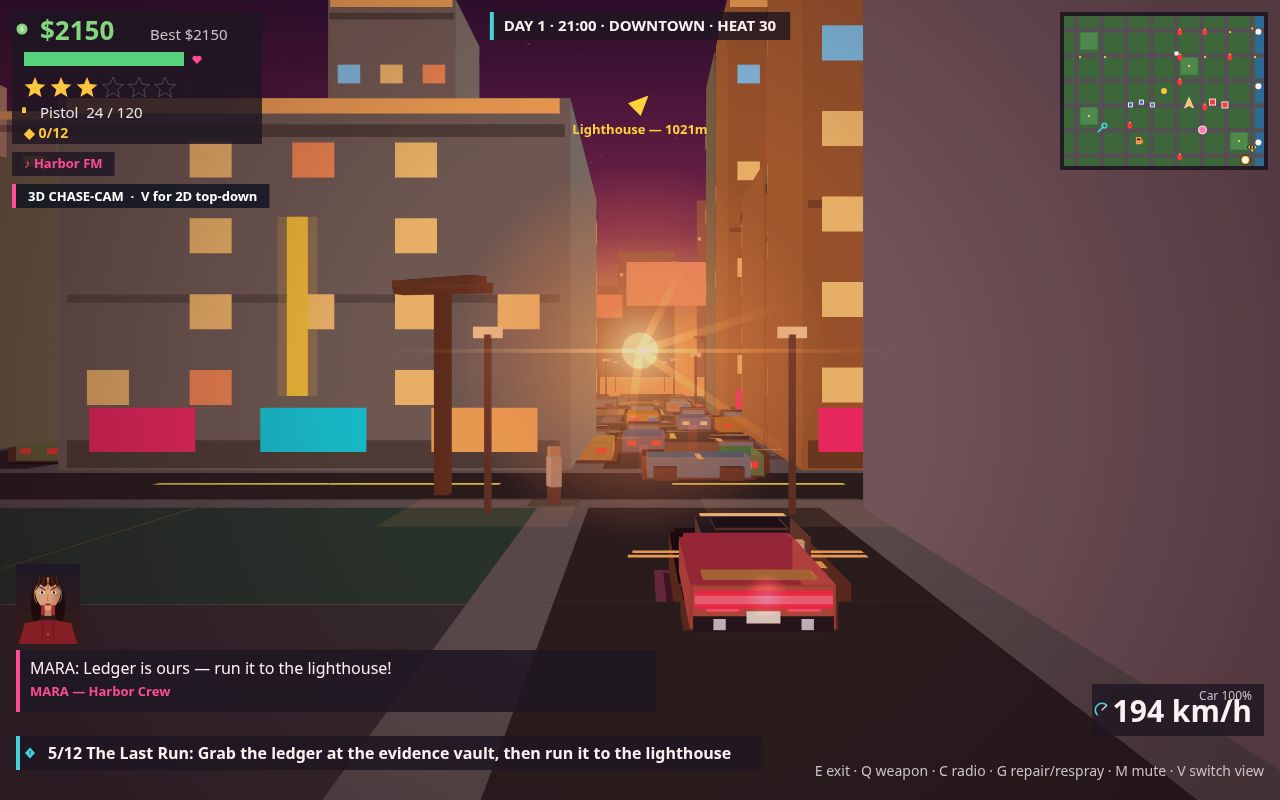 $2150 Best $2150
Pistol 24 / 120
0/12
♪ Harbor FM
3D CHASE-CAM · V for 2D top-down
DAY 1 · 21:00 · DOWNTOWN · HEAT 30
Lighthouse — 1021m
MARA: Ledger is ours — run it to the lighthouse!
MARA — Harbor Crew
5/12 The Last Run: Grab the ledger at the evidence vault, then run it to the lighthouse
Car 100%
194 km/h
E exit · Q weapon · C radio · G repair/respray · M mute · V switch view